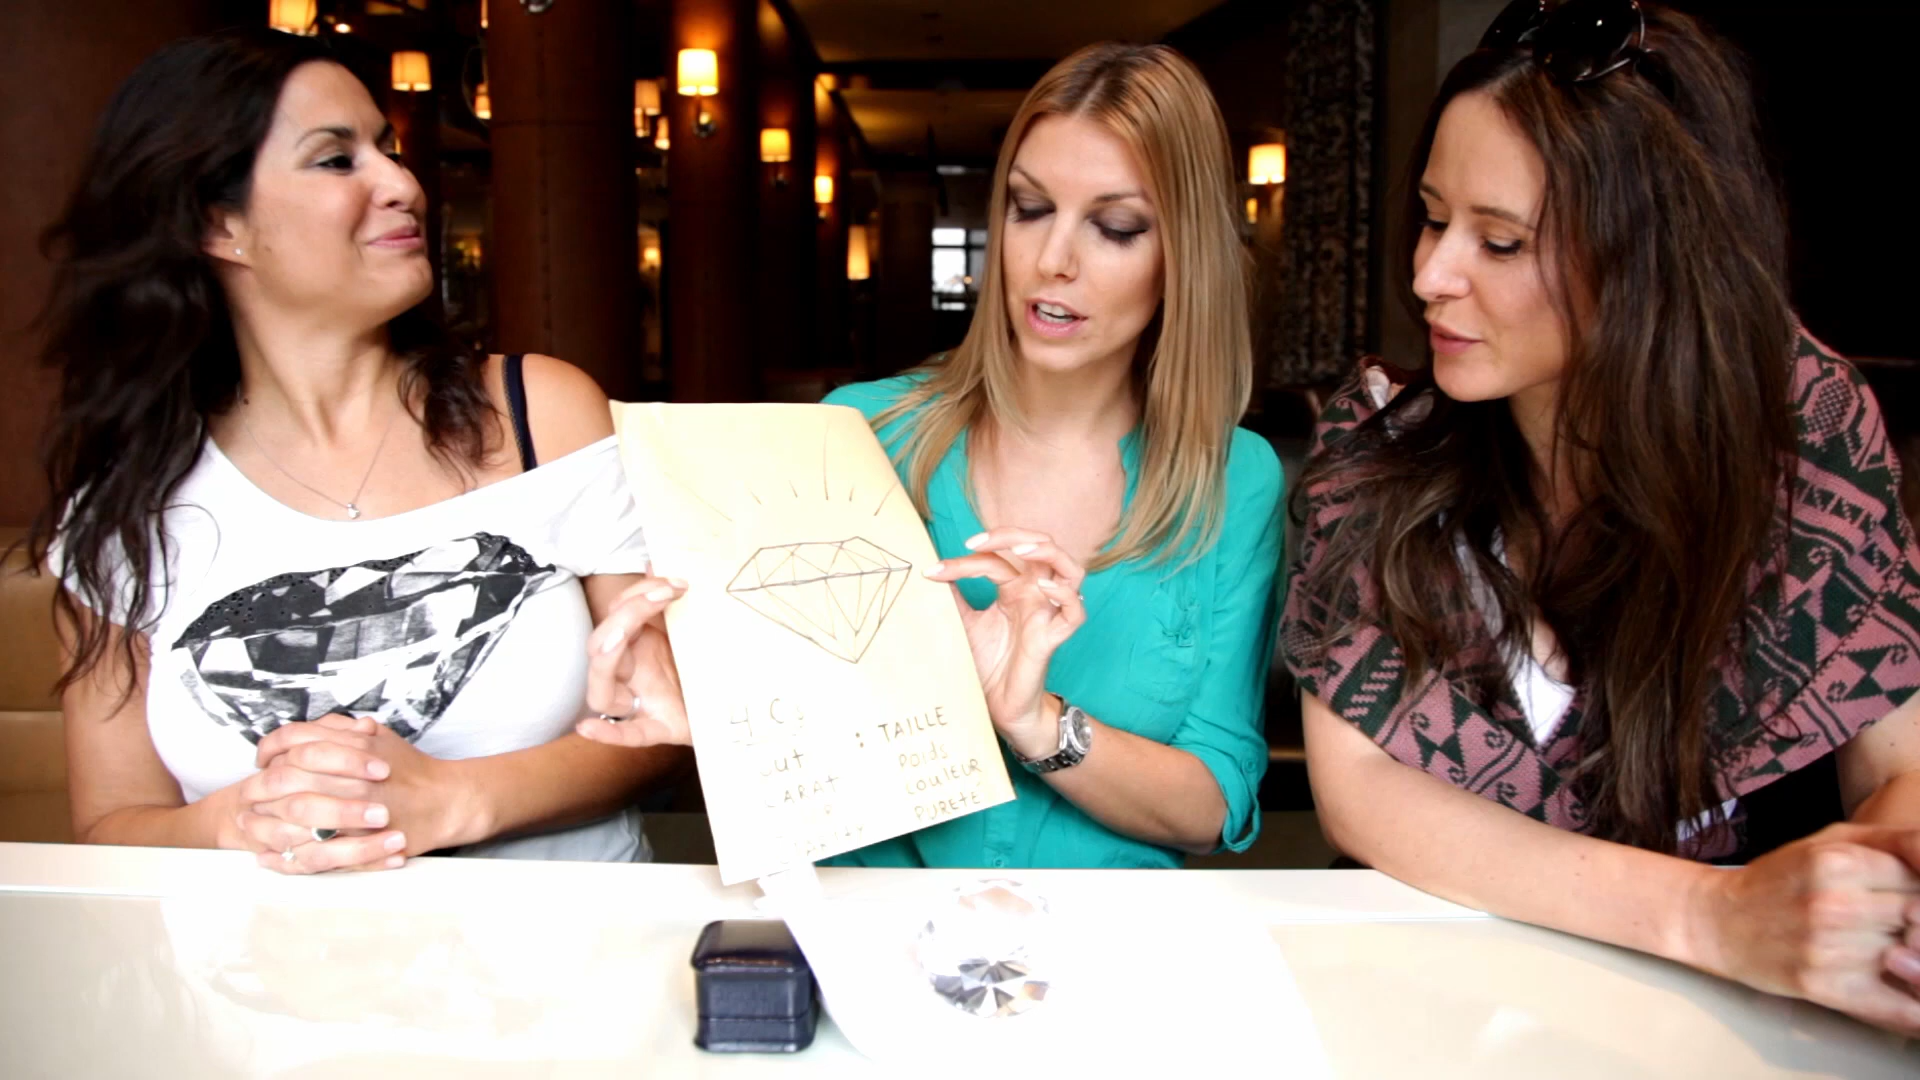 4 Cs
Cut : TAILLE
CARAT Poids
COULEUR
PURETÉ